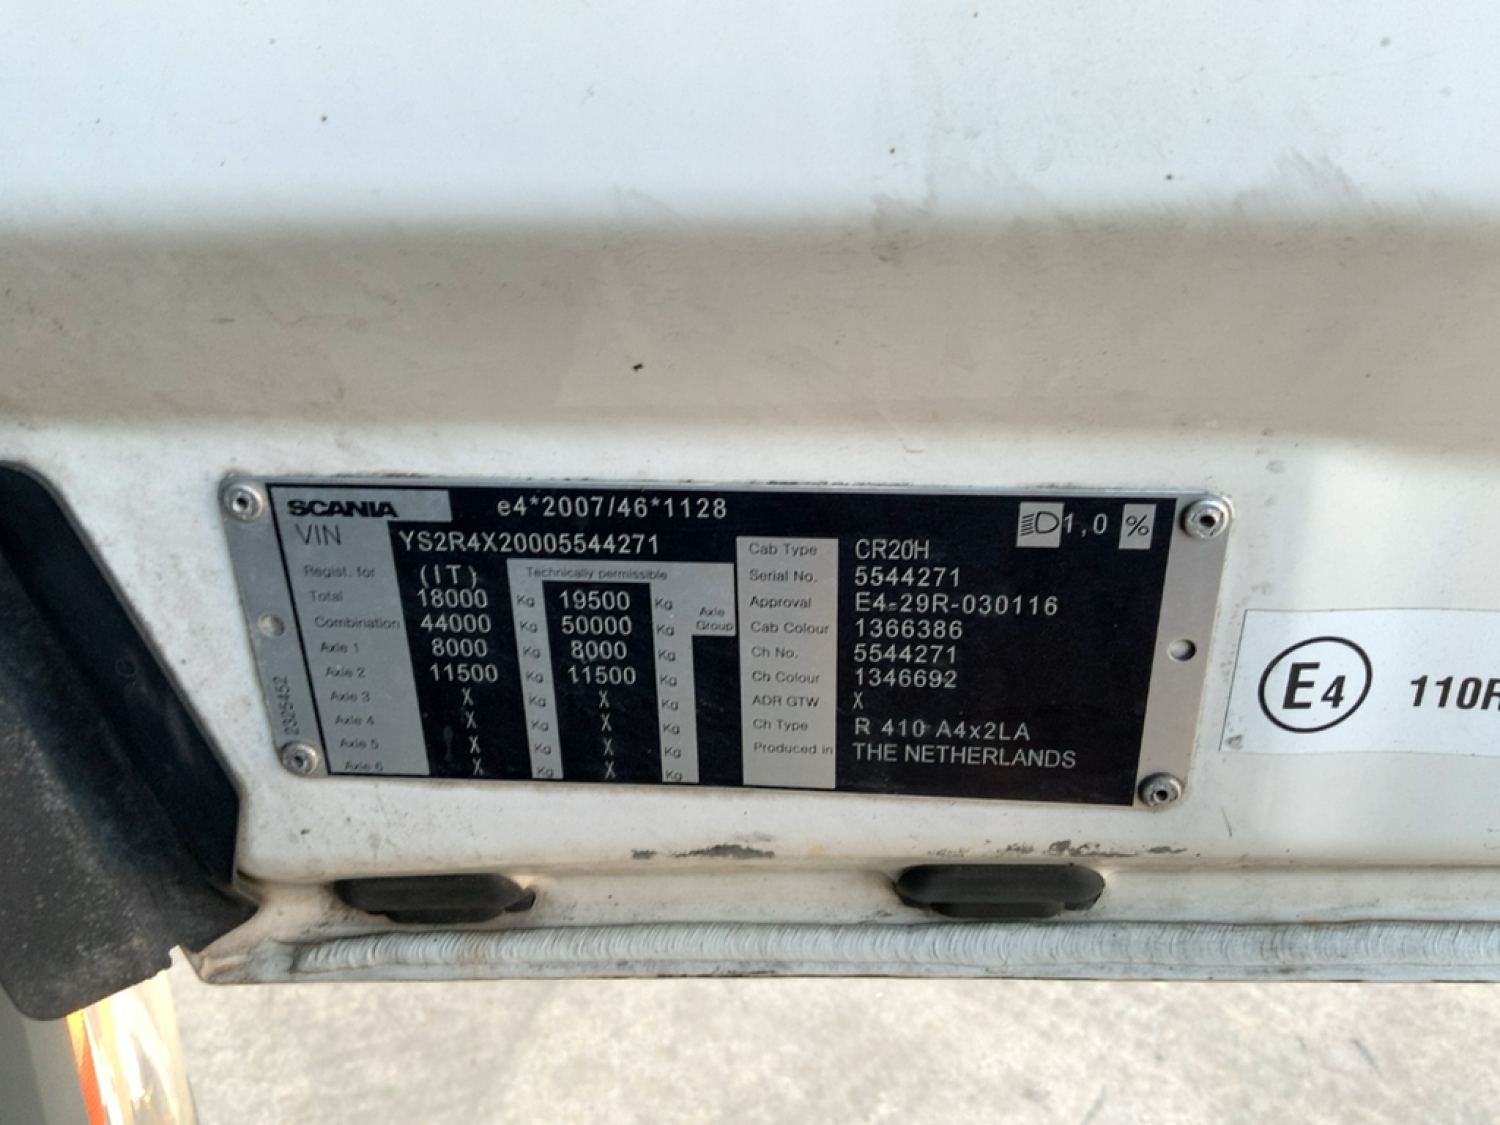 SCANIA e4*2007/46*1128 1,0 %
VIN YS2R4X20005544271
Regist. for (IT) Technically permissible
Total 18000 Kg 19500 Kg Axle Group
Combination 44000 Kg 50000 Kg
Axle 1 8000 Kg 8000 Kg
Axle 2 11500 Kg 11500 Kg
Axle 3 X Kg X Kg
Axle 4 X Kg X Kg
Axle 5 X Kg X Kg
Axle 6 X Kg X Kg
Cab Type CR20H
Serial No. 5544271
Approval E4-29R-030116
Cab Colour 1366386
Ch No. 5544271
Ch Colour 1346692
ADR GTW X
Ch Type R 410 A4x2LA
Produced in THE NETHERLANDS
2325452
E4 110R